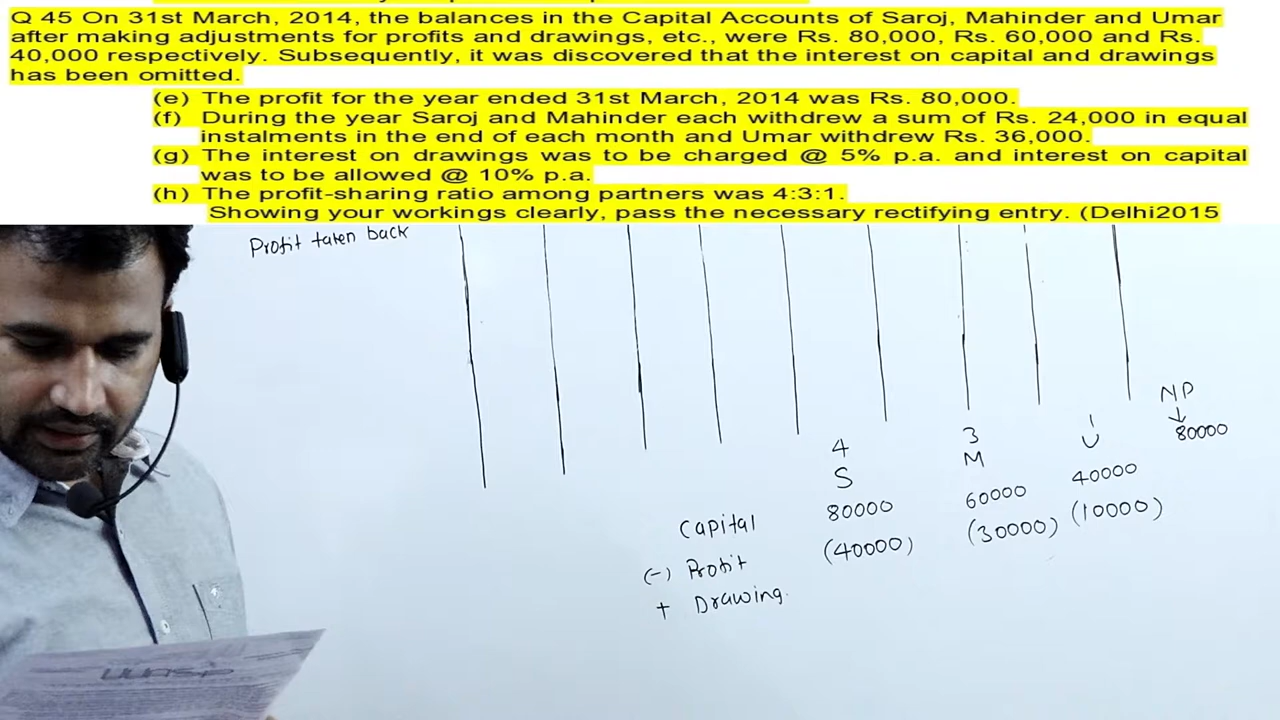 Q 45 On 31st March, 2014, the balances in the Capital Accounts of Saroj, Mahinder and Umar
after making adjustments for profits and drawings, etc., were Rs. 80,000, Rs. 60,000 and Rs.
40,000 respectively. Subsequently, it was discovered that the interest on capital and drawings
has been omitted.
(e) The profit for the year ended 31st March, 2014 was Rs. 80,000.
(f) During the year Saroj and Mahinder each withdrew a sum of Rs. 24,000 in equal
instalments in the end of each month and Umar withdrew Rs. 36,000.
(g) The interest on drawings was to be charged @ 5% p.a. and interest on capital
was to be allowed @ 10% p.a.
(h) The profit-sharing ratio among partners was 4:3:1.
Showing your workings clearly, pass the necessary rectifying entry. (Delhi2015
Profit taken back
NP
↓
80000
4 3 1
S M U
Capital 80000 60000 40000
(-) Profit (40000) (30000) (10000)
+ Drawing.